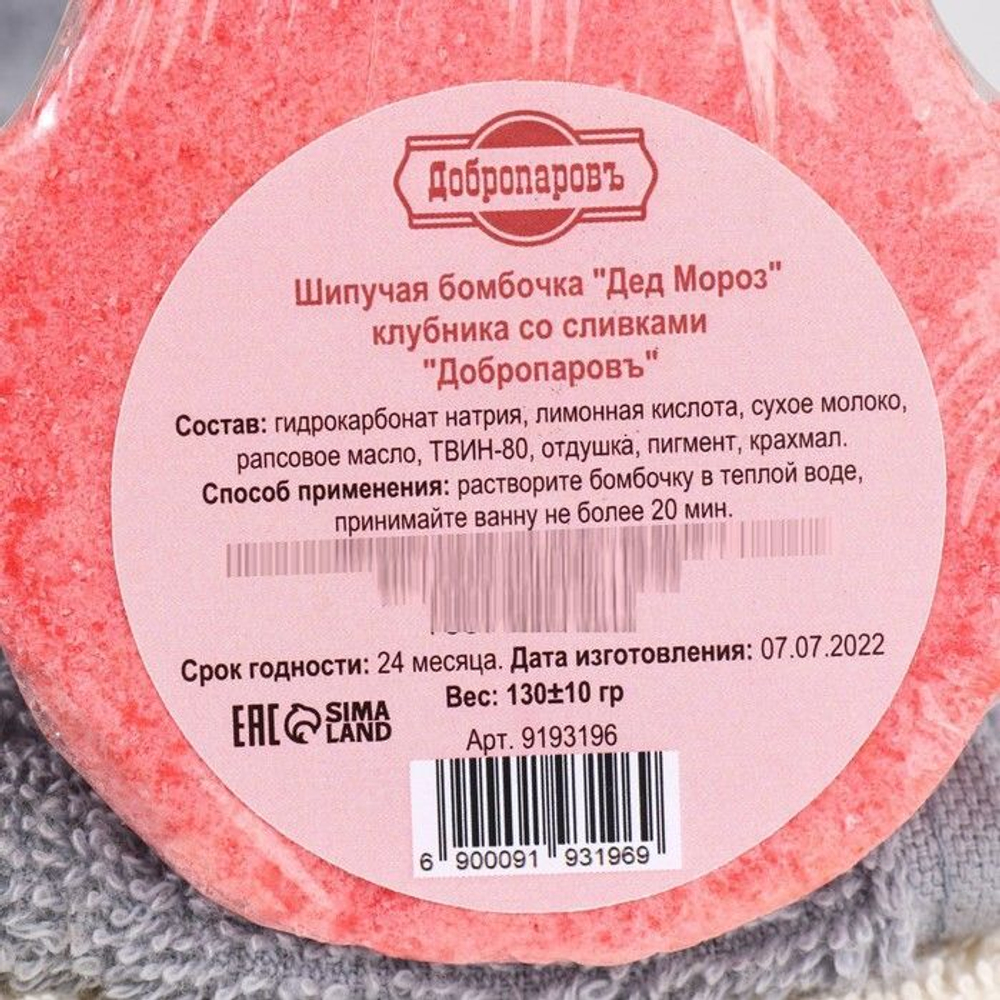 Добропаровъ
Шипучая бомбочка "Дед Мороз"
клубника со сливками
"Добропаровъ"
Состав: гидрокарбонат натрия, лимонная кислота, сухое молоко,
рапсовое масло, ТВИН-80, отдушка, пигмент, крахмал.
Способ применения: растворите бомбочку в теплой воде,
принимайте ванну не более 20 мин.
Срок годности: 24 месяца. Дата изготовления: 07.07.2022
Вес: 130±10 гр
EAC SIMA
LAND
Арт. 9193196
6 900091 931969